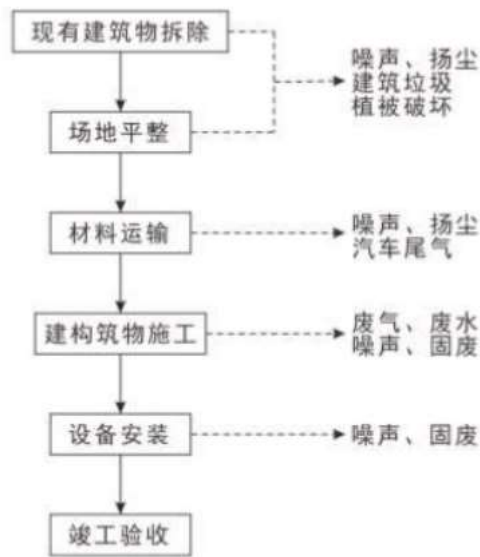 现有建筑物拆除
噪声、扬尘
建筑垃圾
植被破坏
场地平整
材料运输
噪声、扬尘
汽车尾气
建构筑物施工
废气、废水
噪声、固废
设备安装
噪声、固废
竣工验收